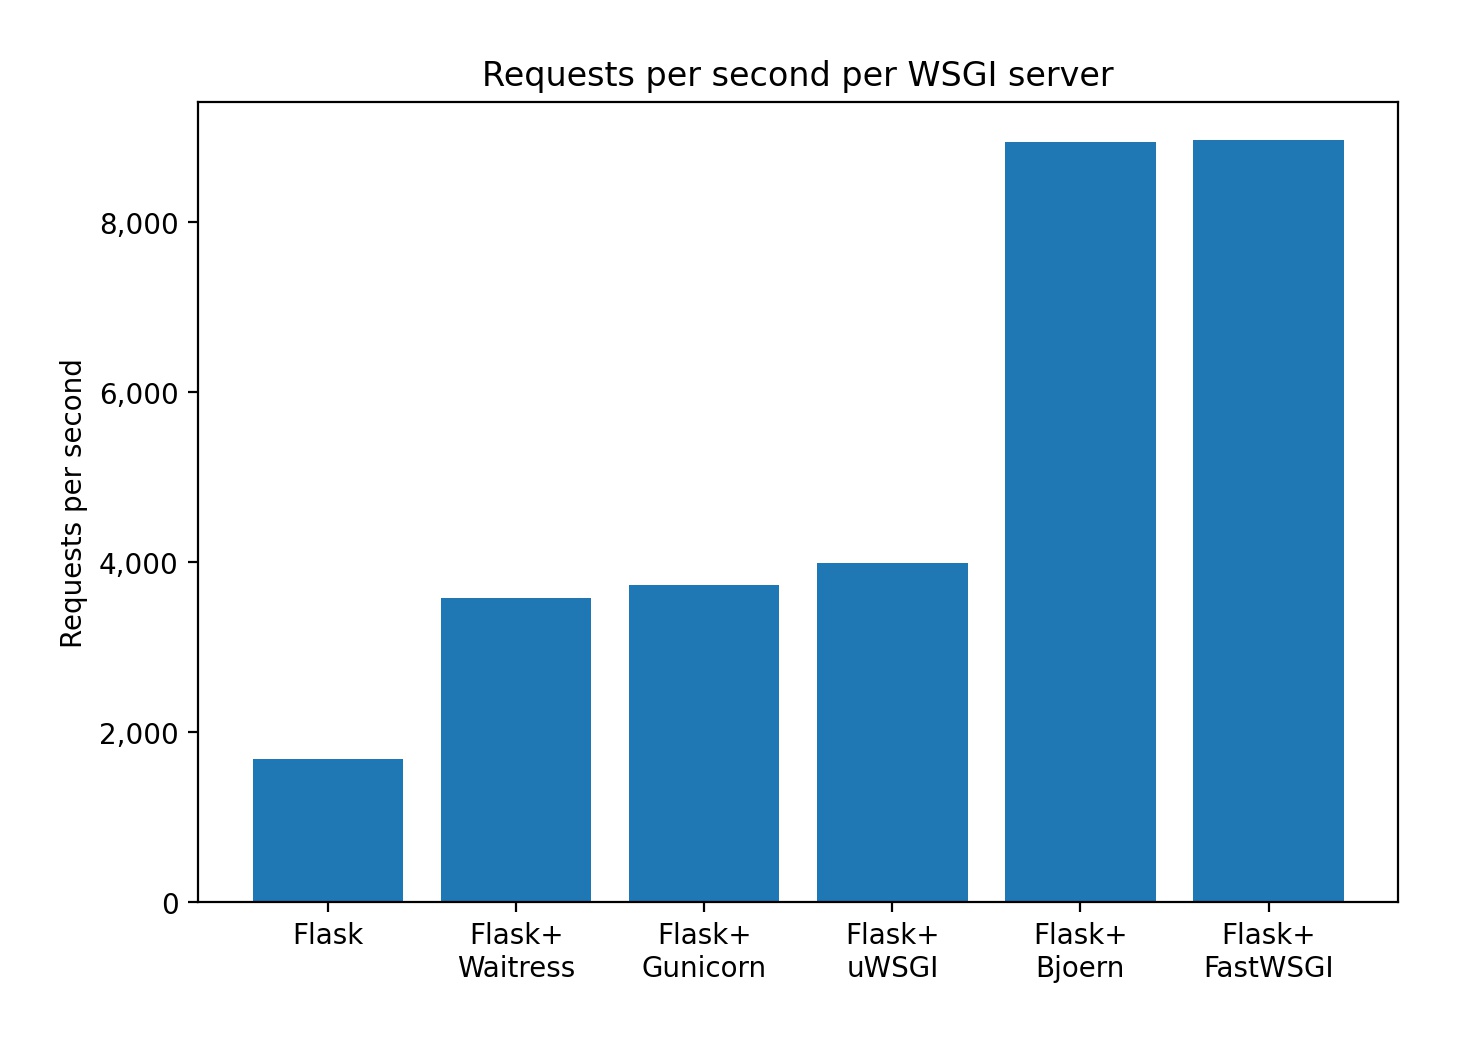 Requests per second per WSGI server
Requests per second
8,000
6,000
4,000
2,000
0
Flask
Flask+
Waitress
Flask+
Gunicorn
Flask+
uWSGI
Flask+
Bjoern
Flask+
FastWSGI